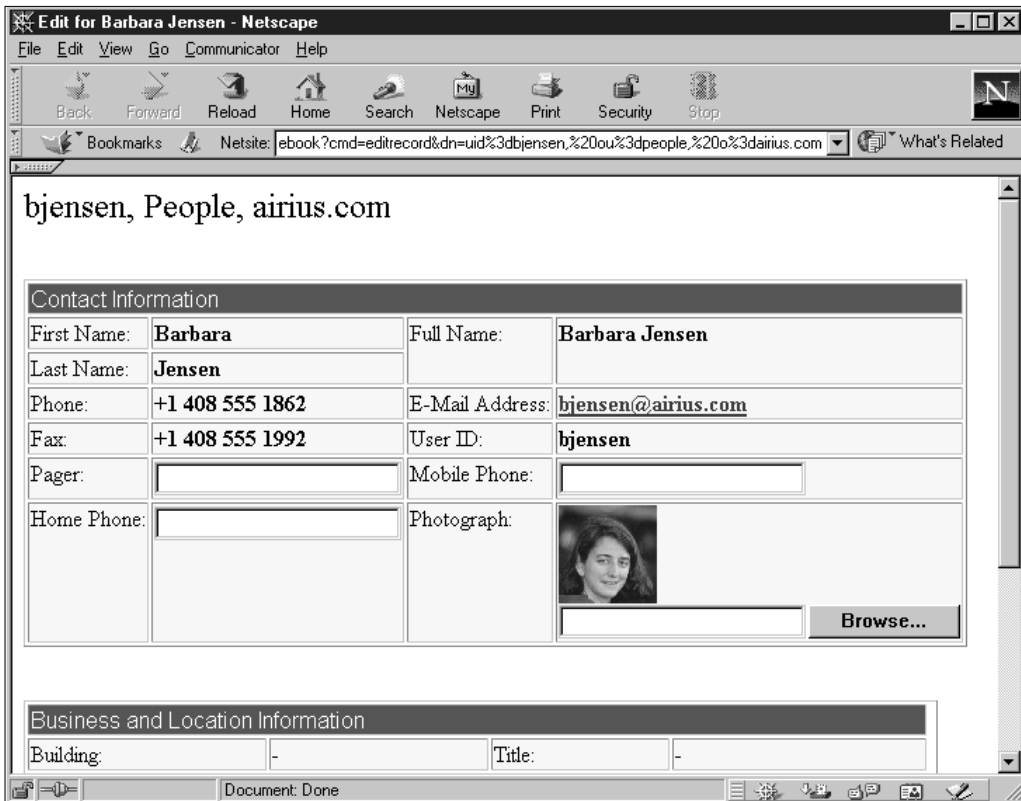 Edit for Barbara Jensen - Netscape
File Edit View Go Communicator Help
Back Forward Reload Home Search Netscape Print Security Stop
My
N
Bookmarks Netsite: ebook?cmd=editrecord&dn=uid%3dbjensen,%20ou%3dpeople,%20o%3dairius.com What's Related
bjensen, People, airius.com
Contact Information
First Name: Barbara Full Name: Barbara Jensen
Last Name: Jensen
Phone: +1 408 555 1862 E-Mail Address: bjensen@airius.com
Fax: +1 408 555 1992 User ID: bjensen
Pager: Mobile Phone:
Home Phone: Photograph:
Browse...
Business and Location Information
Building: - Title: -
Document: Done